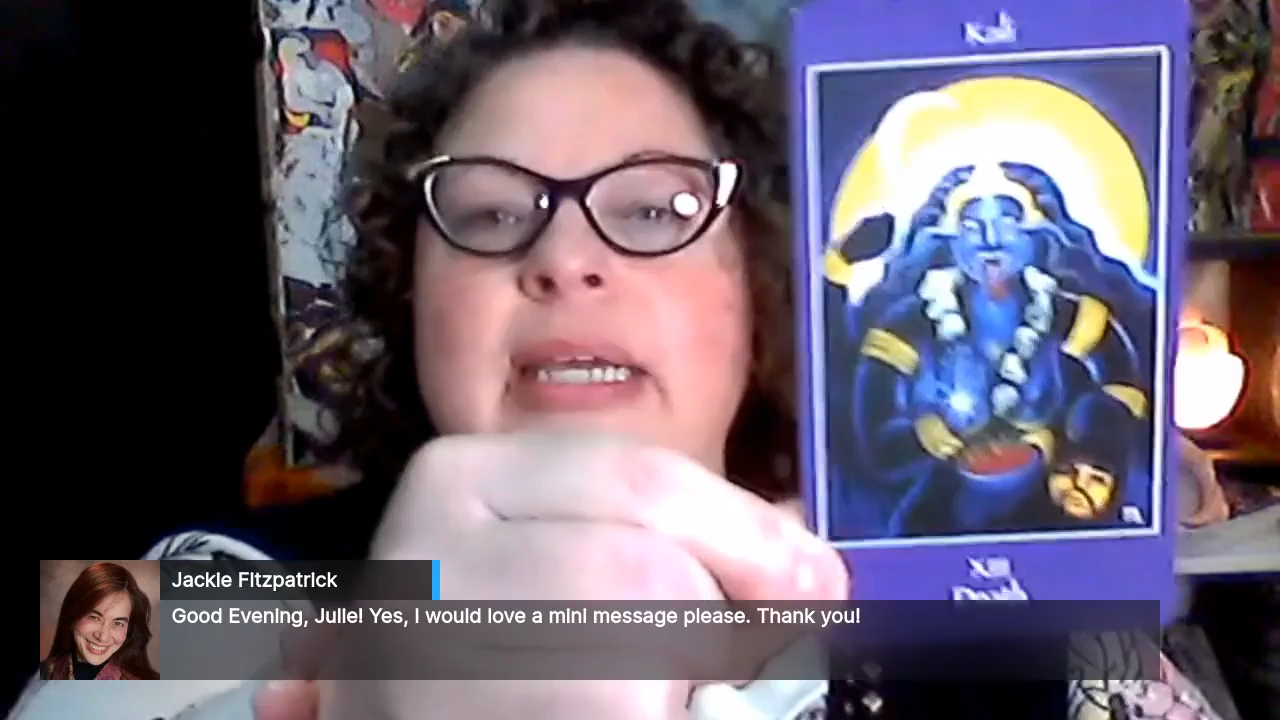 Kali
XIII
Death
Jackie Fitzpatrick
Good Evening, Julie! Yes, I would love a mini message please. Thank you!